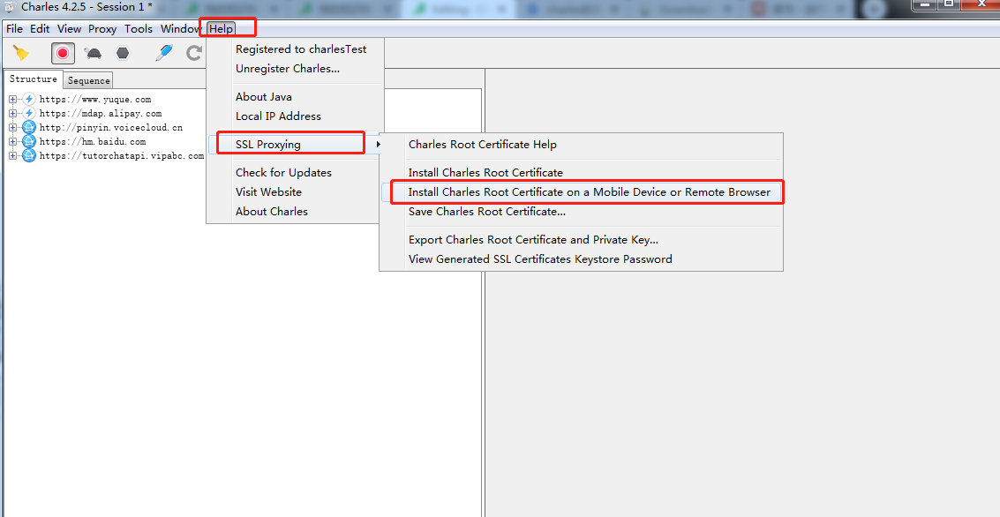 Charles 4.2.5 - Session 1 *
File Edit View Proxy Tools Window Help
Structure Sequence
https://www.yuque.com
https://mdap.alipay.com
http://pinyin.voicecloud.cn
https://hm.baidu.com
https://tutorchatapi.vipabc.com
Registered to charlesTest
Unregister Charles...
About Java
Local IP Address
SSL Proxying
Check for Updates
Visit Website
About Charles
Charles Root Certificate Help
Install Charles Root Certificate
Install Charles Root Certificate on a Mobile Device or Remote Browser
Save Charles Root Certificate...
Export Charles Root Certificate and Private Key...
View Generated SSL Certificates Keystore Password